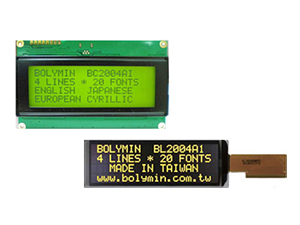 BOLYMIN BC2004AI
4 LINES * 20 FONTS
ENGLISH JAPANESE
EUROPEAN CYRILLIC
BOLYMIN BL2004A1
4 LINES * 20 FONTS
MADE IN TAIWAN
www.bolymin.com.tw